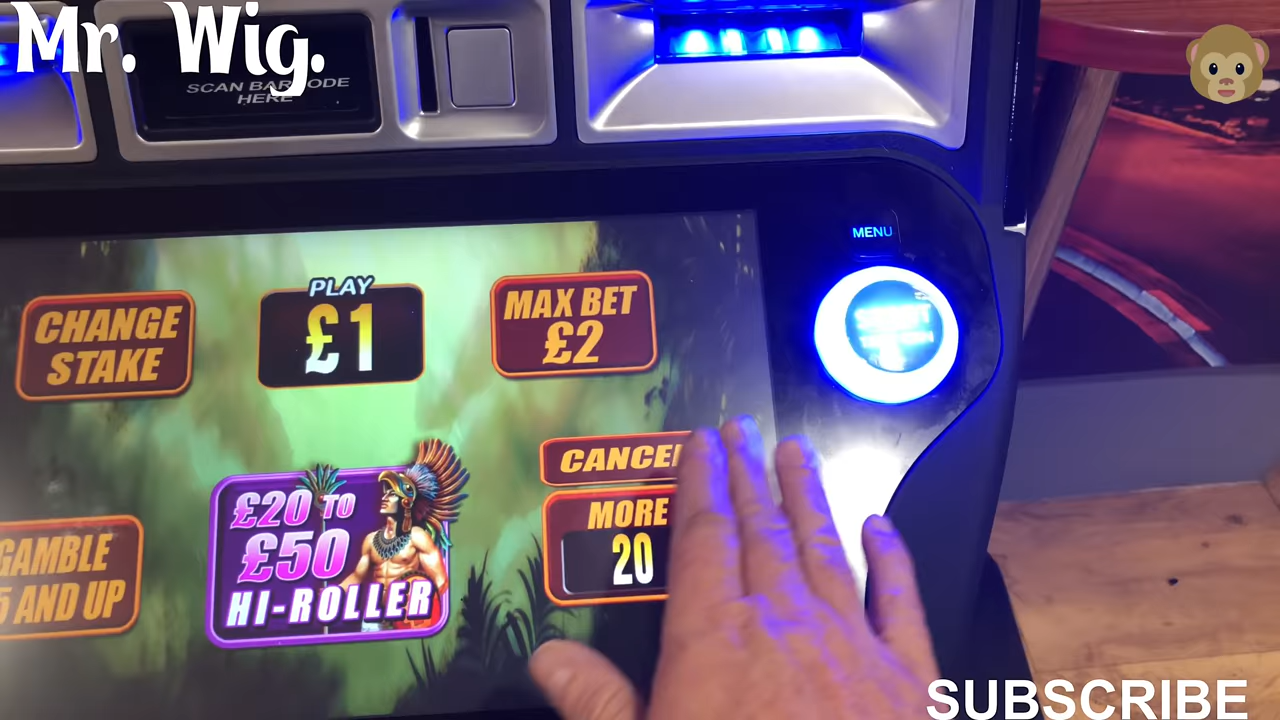 Mr. Wig.
SCAN BARCODE
HERE
MENU
PLAY
£1
CHANGE
STAKE
MAX BET
£2
CANCEL
MORE
20
£20 TO
£50
HI-ROLLER
GAMBLE
5 AND UP
SUBSCRIBE